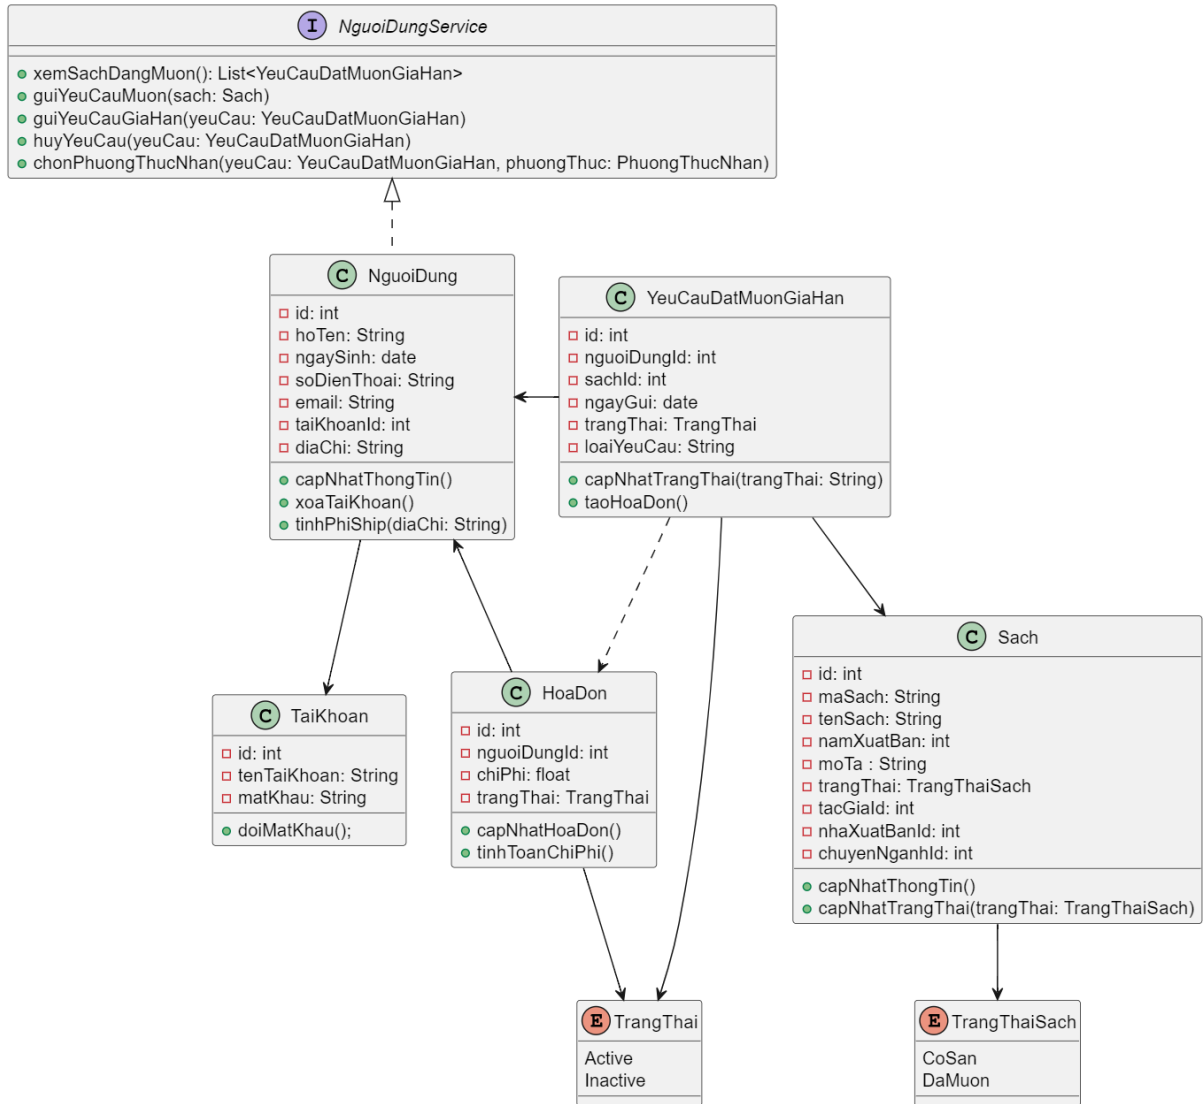 I NguoiDungService
xemSachDangMuon(): List<YeuCauDatMuonGiaHan>
guiYeuCauMuon(sach: Sach)
guiYeuCauGiaHan(yeuCau: YeuCauDatMuonGiaHan)
huyYeuCau(yeuCau: YeuCauDatMuonGiaHan)
chonPhuongThucNhan(yeuCau: YeuCauDatMuonGiaHan, phuongThuc: PhuongThucNhan)
C NguoiDung
id: int
hoTen: String
ngaySinh: date
soDienThoai: String
email: String
taiKhoanId: int
diaChi: String
capNhatThongTin()
xoaTaiKhoan()
tinhPhiShip(diaChi: String)
C YeuCauDatMuonGiaHan
id: int
nguoiDungId: int
sachId: int
ngayGui: date
trangThai: TrangThai
loaiYeuCau: String
capNhatTrangThai(trangThai: String)
taoHoaDon()
C TaiKhoan
id: int
tenTaiKhoan: String
matKhau: String
doiMatKhau();
C HoaDon
id: int
nguoiDungId: int
chiPhi: float
trangThai: TrangThai
capNhatHoaDon()
tinhToanChiPhi()
C Sach
id: int
maSach: String
tenSach: String
namXuatBan: int
moTa : String
trangThai: TrangThaiSach
tacGiaId: int
nhaXuatBanId: int
chuyenNganhId: int
capNhatThongTin()
capNhatTrangThai(trangThai: TrangThaiSach)
E TrangThai
Active
Inactive
E TrangThaiSach
CoSan
DaMuon